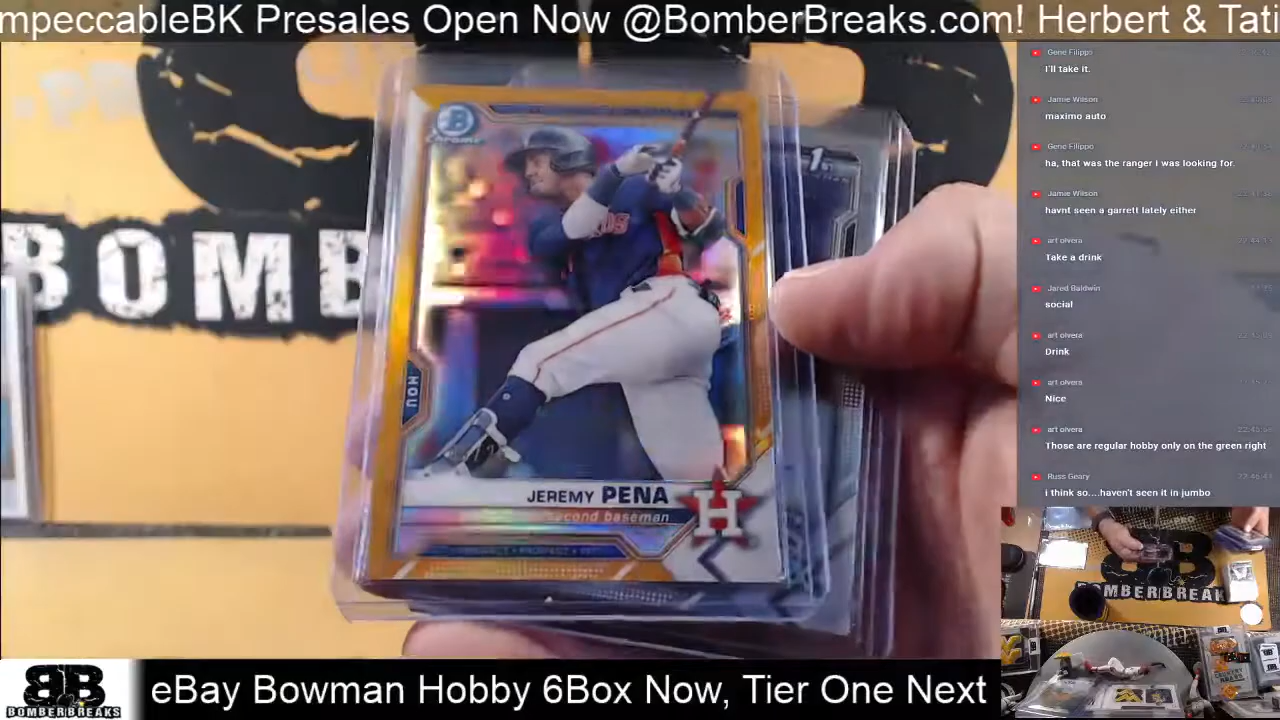 mpeccableBK Presales Open Now @BomberBreaks.com! Herbert & Tati
Gene Filippo
I'll take it.
Jamie Wilson
maximo auto
Gene Filippo
ha, that was the ranger i was looking for.
Jamie Wilson
havnt seen a garrett lately either
art olvera
Take a drink
Jared Baldwin
social
art olvera
Drink
art olvera
Nice
art olvera
Those are regular hobby only on the green right
Russ Geary
i think so....haven't seen it in jumbo
B
Chrome
1st
HOU
JEREMY PENA
second baseman
H
BOMB
BOMBERBREAK
BB
BOMBERBREAKS
eBay Bowman Hobby 6Box Now, Tier One Next